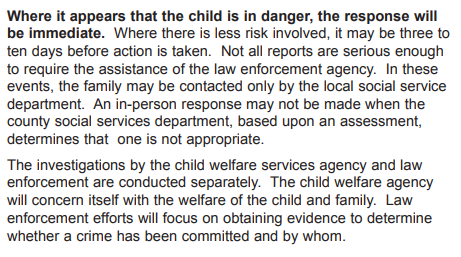 Where it appears that the child is in danger, the response will
be immediate.  Where there is less risk involved, it may be three to
ten days before action is taken.  Not all reports are serious enough
to require the assistance of the law enforcement agency.  In these
events, the family may be contacted only by the local social service
department.  An in-person response may not be made when the
county social services department, based upon an assessment,
determines that  one is not appropriate.
The investigations by the child welfare services agency and law
enforcement are conducted separately.  The child welfare agency
will concern itself with the welfare of the child and family.  Law
enforcement efforts will focus on obtaining evidence to determine
whether a crime has been committed and by whom.